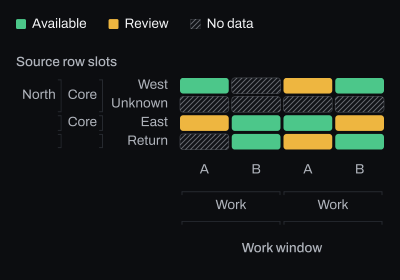 Available Review No data
Source row slots
West
North Core
Unknown
Core East
Return
A B A B
Work Work
Work window